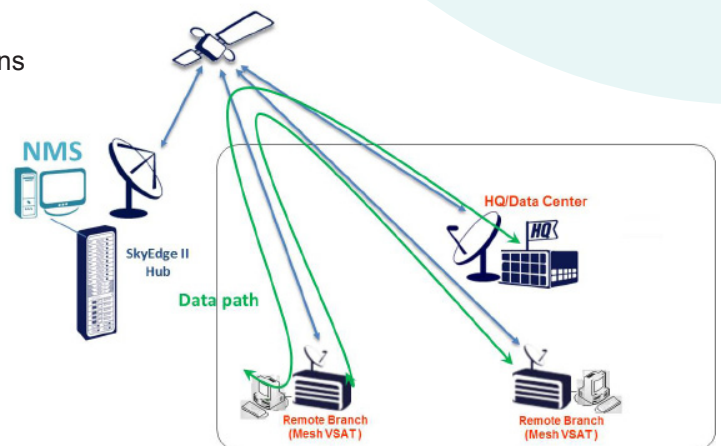 ns
NMS
SkyEdge II
Hub
Data path
HQ/Data Center
HQ
Remote Branch
(Mesh VSAT)
Remote Branch
(Mesh VSAT)